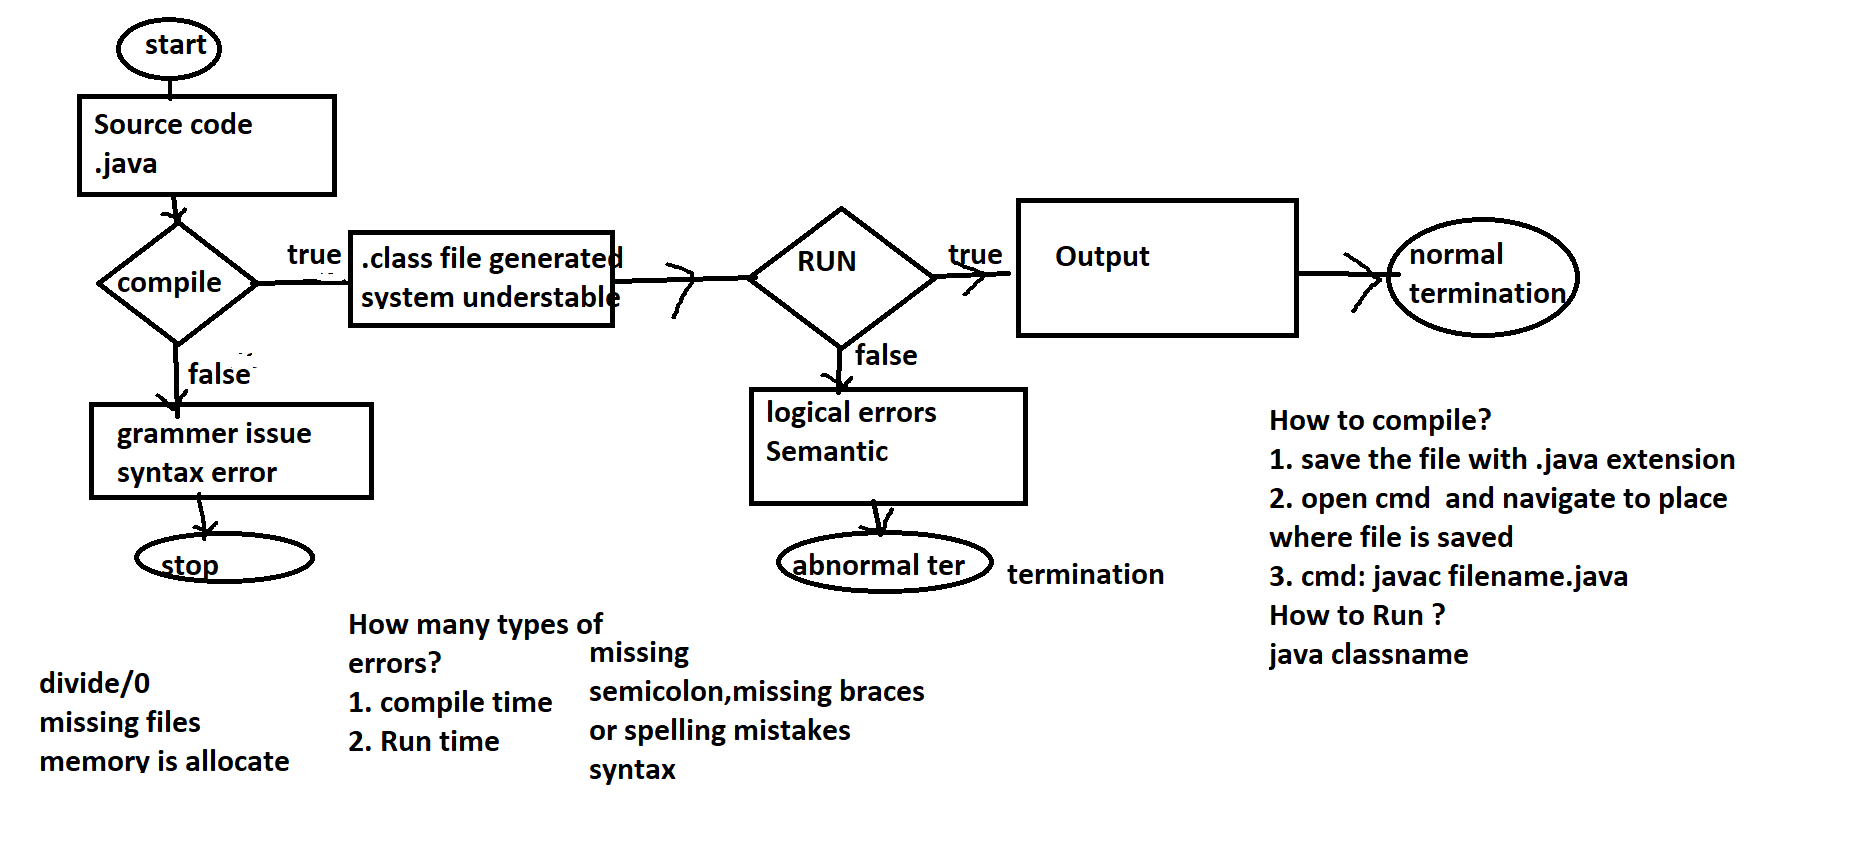 start
Source code
.java
compile
true
.class file generated
system understable
RUN
true
Output
normal
termination
false
grammer issue
syntax error
stop
false
logical errors
Semantic
abnormal ter
termination
How to compile?
1. save the file with .java extension
2. open cmd  and navigate to place
where file is saved
3. cmd: javac filename.java
How to Run ?
java classname
How many types of
errors?
1. compile time
2. Run time
missing
semicolon,missing braces
or spelling mistakes
syntax
divide/0
missing files
memory is allocate